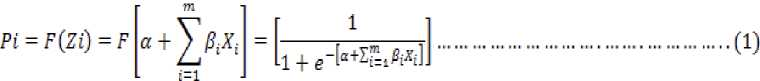 Pi = F(Zi) = F[α + ∑_{i=1}^{m} β_i X_i] = [1 / (1 + e^{-[α+∑_{i=1}^{m} β_i X_i]})] … … … … … … … … … . … . … … … … . . (1)